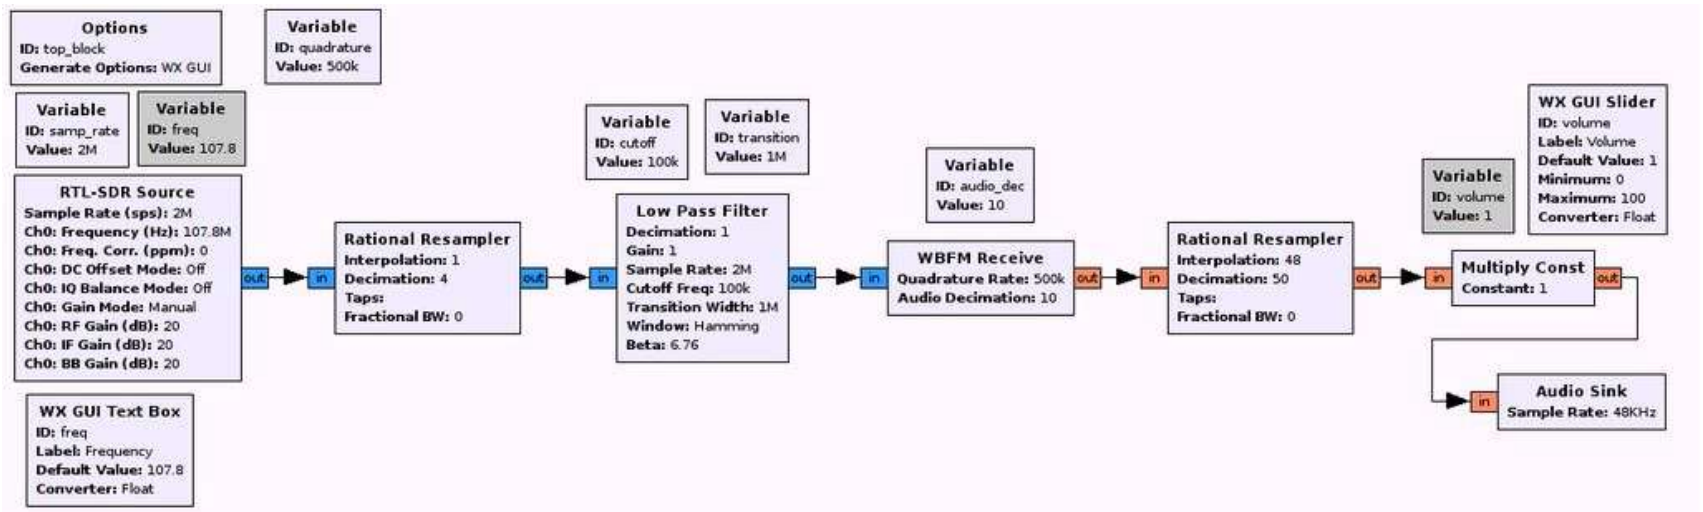 Options
ID: top_block
Generate Options: WX GUI
Variable
ID: quadrature
Value: 500k
Variable
ID: samp_rate
Value: 2M
Variable
ID: freq
Value: 107.8
RTL-SDR Source
Sample Rate (sps): 2M
Ch0: Frequency (Hz): 107.8M
Ch0: Freq. Corr. (ppm): 0
Ch0: DC Offset Mode: Off
Ch0: IQ Balance Mode: Off
Ch0: Gain Mode: Manual
Ch0: RF Gain (dB): 20
Ch0: IF Gain (dB): 20
Ch0: BB Gain (dB): 20
out
WX GUI Text Box
ID: freq
Label: Frequency
Default Value: 107.8
Converter: Float
in
Rational Resampler
Interpolation: 1
Decimation: 4
Taps:
Fractional BW: 0
out
Variable
ID: cutoff
Value: 100k
Variable
ID: transition
Value: 1M
in
Low Pass Filter
Decimation: 1
Gain: 1
Sample Rate: 2M
Cutoff Freq: 100k
Transition Width: 1M
Window: Hamming
Beta: 6.76
out
Variable
ID: audio_dec
Value: 10
in
WBFM Receive
Quadrature Rate: 500k
Audio Decimation: 10
out
in
Rational Resampler
Interpolation: 48
Decimation: 50
Taps:
Fractional BW: 0
out
WX GUI Slider
ID: volume
Label: Volume
Default Value: 1
Minimum: 0
Maximum: 100
Converter: Float
Variable
ID: volume
Value: 1
in
Multiply Const
Constant: 1
out
in
Audio Sink
Sample Rate: 48KHz